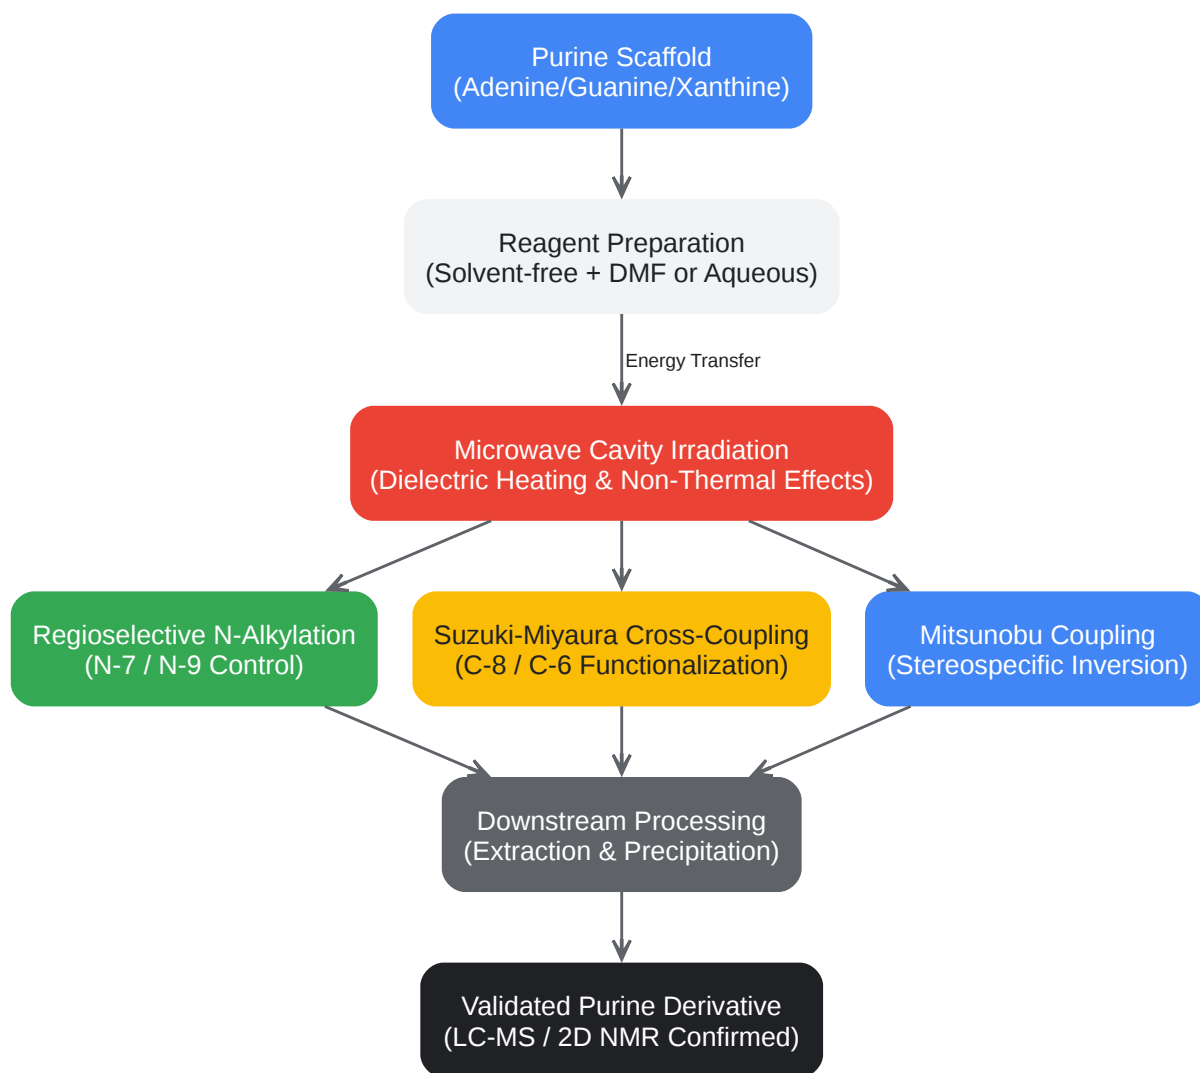 Purine Scaffold
(Adenine/Guanine/Xanthine)
Reagent Preparation
(Solvent-free + DMF or Aqueous)
Energy Transfer
Microwave Cavity Irradiation
(Dielectric Heating & Non-Thermal Effects)
Regioselective N-Alkylation
(N-7 / N-9 Control)
Suzuki-Miyaura Cross-Coupling
(C-8 / C-6 Functionalization)
Mitsunobu Coupling
(Stereospecific Inversion)
Downstream Processing
(Extraction & Precipitation)
Validated Purine Derivative
(LC-MS / 2D NMR Confirmed)